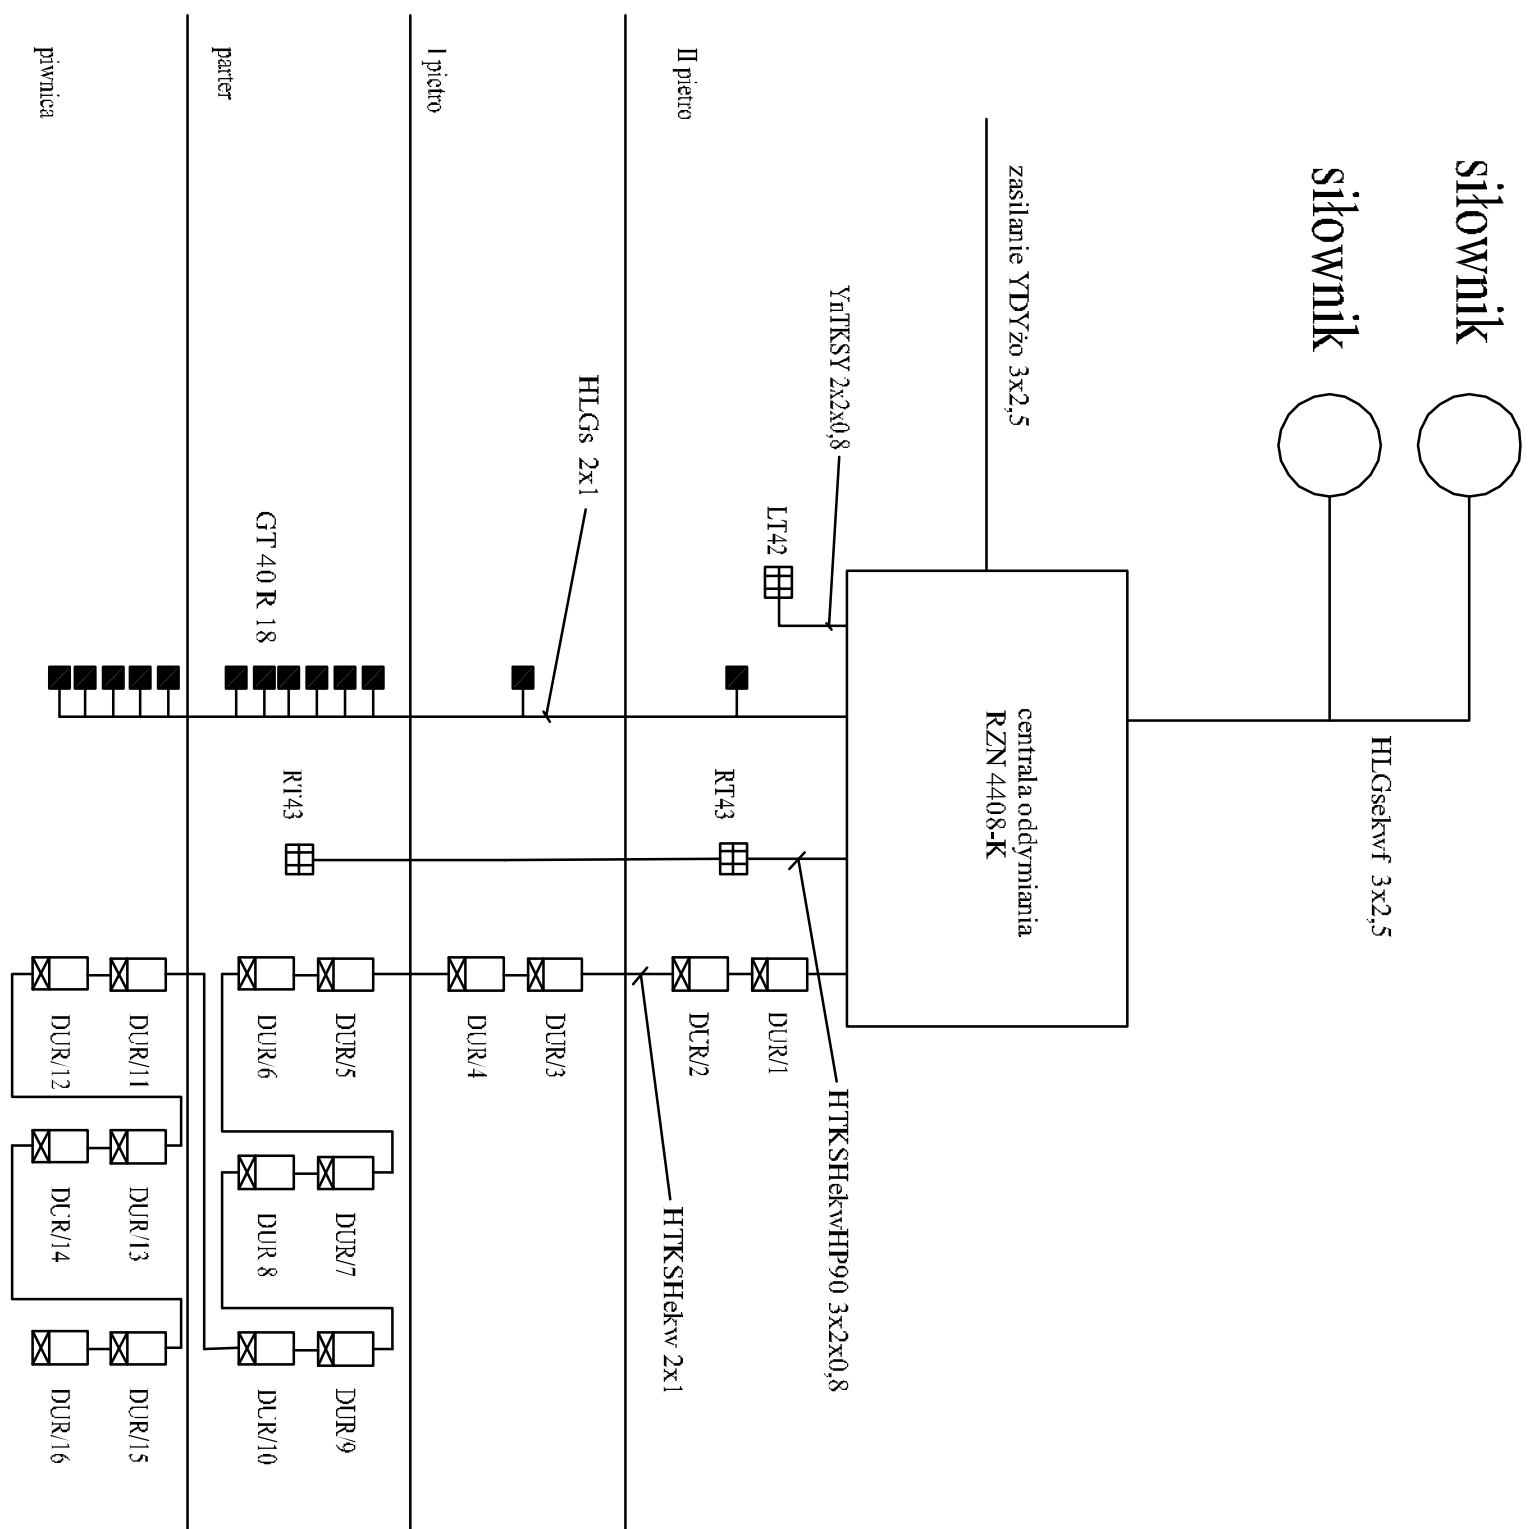 siłownik
siłownik
HLGsekwf 3x2,5
zasilanie YDYżo 3x2,5
centrala oddymiania
RZN 4408-K
YnTKSY 2x2x0,8
LT42
HTKSHekwHP90 3x2x0,8
II pietro
RT43
DUR/1
DUR/2
HTKSHekw 2x1
HLGs 2x1
I pietro
DUR/3
DUR/4
parter
GT 40 R 18
RT43
DUR/5
DUR/7
DUR/9
DUR/6
DUR 8
DUR/10
piwnica
DUR/11
DUR/13
DUR/15
DUR/12
DUR/14
DUR/16